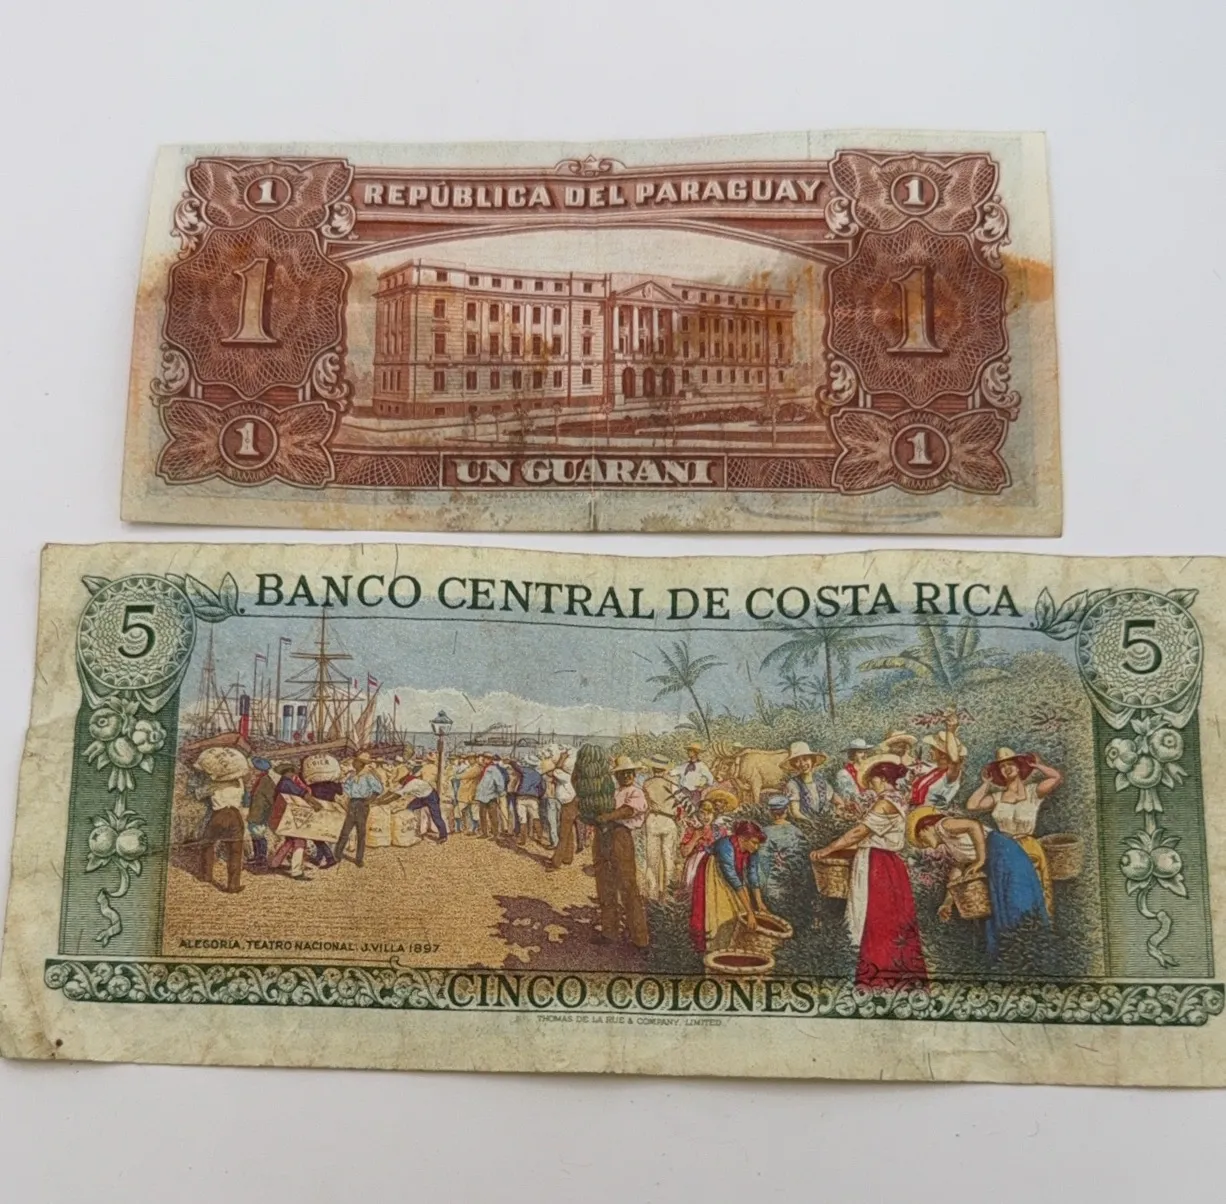 1 REPÚBLICA DEL PARAGUAY 1
1 1
1 UN GUARANI 1
5 BANCO CENTRAL DE COSTA RICA 5
ALEGORIA, TEATRO NACIONAL. J. VILLA 1897
CINCO COLONES
THOMAS DE LA RUE & COMPANY, LIMITED